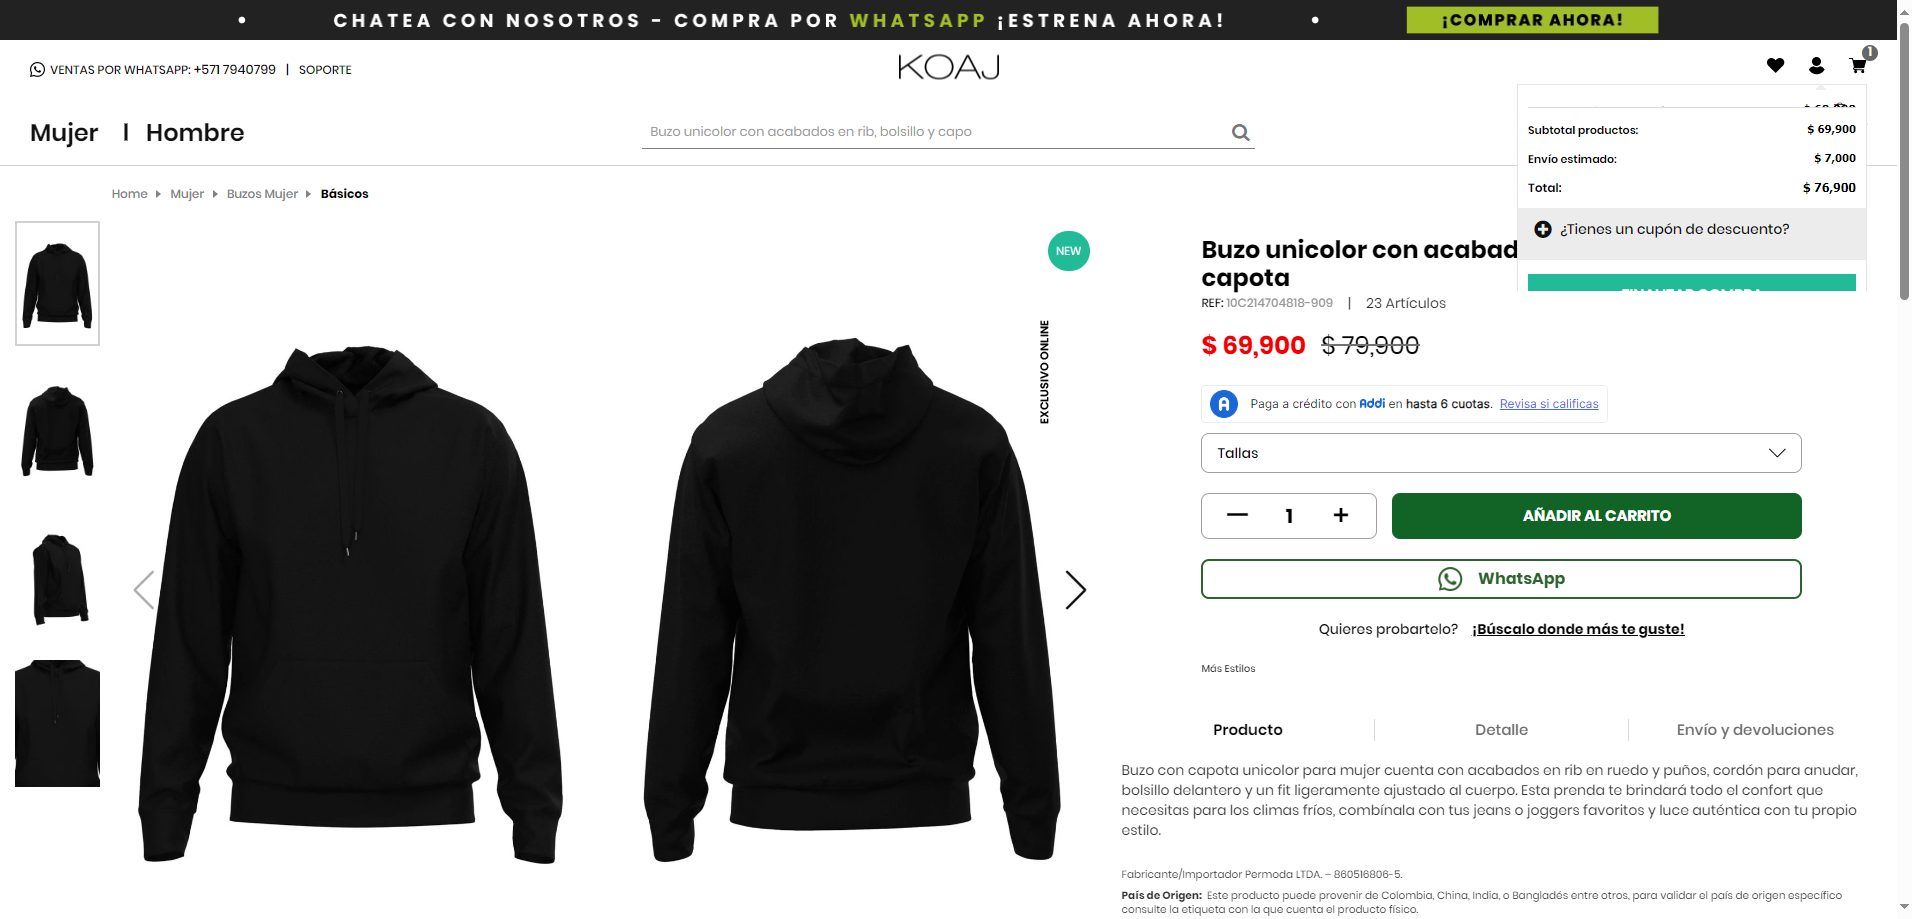 CHATEA CON NOSOTROS - COMPRA POR WHATSAPP ¡ESTRENA AHORA!
¡COMPRAR AHORA!
VENTAS POR WHATSAPP: +571 7940799 | SOPORTE
KOAJ
1
Mujer | Hombre
Buzo unicolor con acabados en rib, bolsillo y capo
Subtotal productos: $ 69,900
Envío estimado: $ 7,000
Total: $ 76,900
¿Tienes un cupón de descuento?
Home Mujer Buzos Mujer Básicos
NEW
EXCLUSIVO ONLINE
Buzo unicolor con acabad
capota
REF: 10C214704818-909 | 23 Artículos
$ 69,900 $ 79,900
A Paga a crédito con Addi en hasta 6 cuotas. Revisa si calificas
Tallas
1 +
AÑADIR AL CARRITO
WhatsApp
Quieres probartelo? ¡Búscalo donde más te guste!
Más Estilos
Producto
Detalle
Envío y devoluciones
Buzo con capota unicolor para mujer cuenta con acabados en rib en ruedo y puños, cordón para anudar,
bolsillo delantero y un fit ligeramente ajustado al cuerpo. Esta prenda te brindará todo el confort que
necesitas para los climas fríos, combínala con tus jeans o joggers favoritos y luce auténtica con tu propio
estilo.
Fabricante/Importador Permoda LTDA. – 860516806-5.
País de Origen: Este producto puede provenir de Colombia, China, India, o Bangladés entre otros, para validar el país de origen específico
consulte la etiqueta con la que cuenta el producto físico.